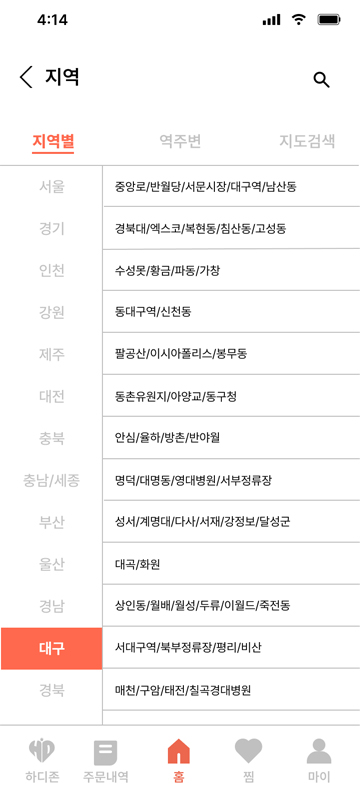 4:14
지역
지역별 역주변 지도검색
서울 중앙로/반월당/서문시장/대구역/남산동
경기 경북대/엑스코/복현동/침산동/고성동
인천 수성못/황금/파동/가창
강원 동대구역/신천동
제주 팔공산/이시아폴리스/봉무동
대전 동촌유원지/아양교/동구청
충북 안심/율하/방촌/반야월
충남/세종 명덕/대명동/영대병원/서부정류장
부산 성서/계명대/다사/서재/강정보/달성군
울산 대곡/화원
경남 상인동/월배/월성/두류/이월드/죽전동
대구 서대구역/북부정류장/평리/비산
경북 매천/구암/태전/칠곡경대병원
하디존 주문내역 홈 찜 마이